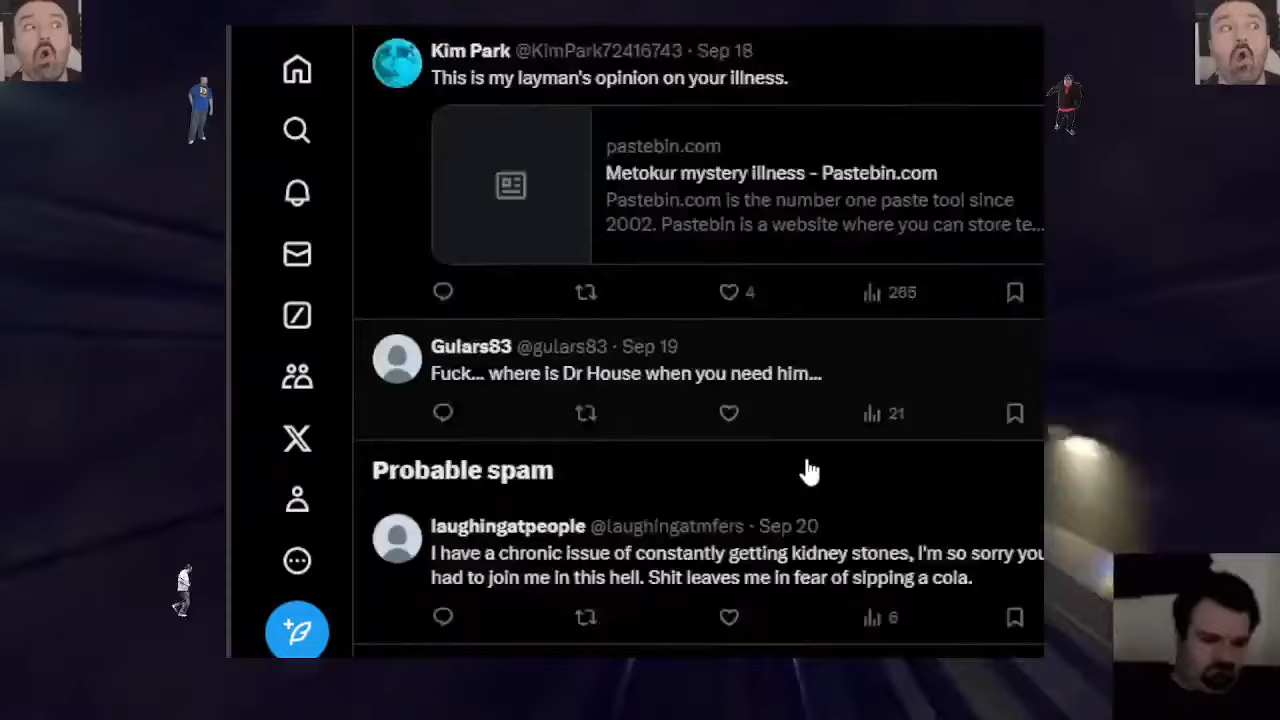 Kim Park @KimPark72416743 · Sep 18
This is my layman's opinion on your illness.
pastebin.com
Metokur mystery illness - Pastebin.com
Pastebin.com is the number one paste tool since
2002. Pastebin is a website where you can store te...
4 265
Gulars83 @gulars83 · Sep 19
Fuck... where is Dr House when you need him...
21
Probable spam
laughingatpeople @laughingatmfers · Sep 20
I have a chronic issue of constantly getting kidney stones, I'm so sorry you
had to join me in this hell. Shit leaves me in fear of sipping a cola.
6